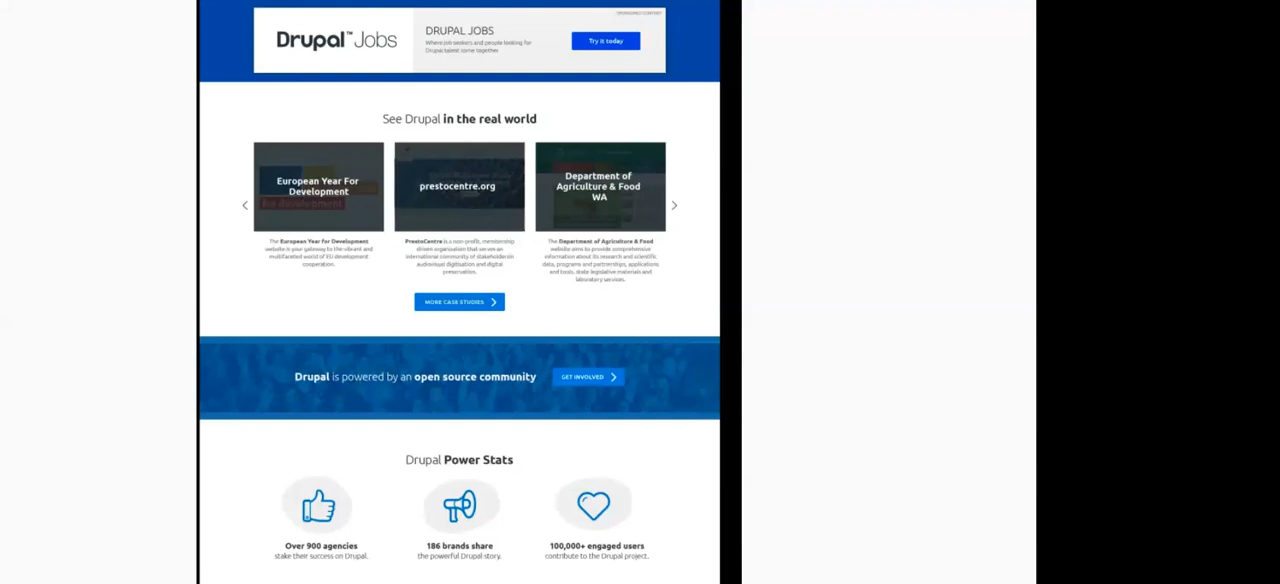 SPONSORED CONTENT
Drupal™Jobs
DRUPAL JOBS
Where job seekers and people looking for
Drupal talent come together
Try it today
See Drupal in the real world
European Year For
Development
prestocentre.org
Department of
Agriculture & Food
WA
The European Year for Development
website is your gateway to the vibrant and
multifaceted world of EU development
cooperation.
PrestoCentre is a non-profit, membership
driven organisation that serves an
international community of stakeholders in
audiovisual digitisation and digital
preservation.
The Department of Agriculture & Food
website aims to provide comprehensive
information about its research and scientific
data, programs and partnerships, applications
and tools, state legislative materials and
laboratory services.
MORE CASE STUDIES
Drupal is powered by an open source community
GET INVOLVED
Drupal Power Stats
Over 900 agencies
stake their success on Drupal.
186 brands share
the powerful Drupal story.
100,000+ engaged users
contribute to the Drupal project.